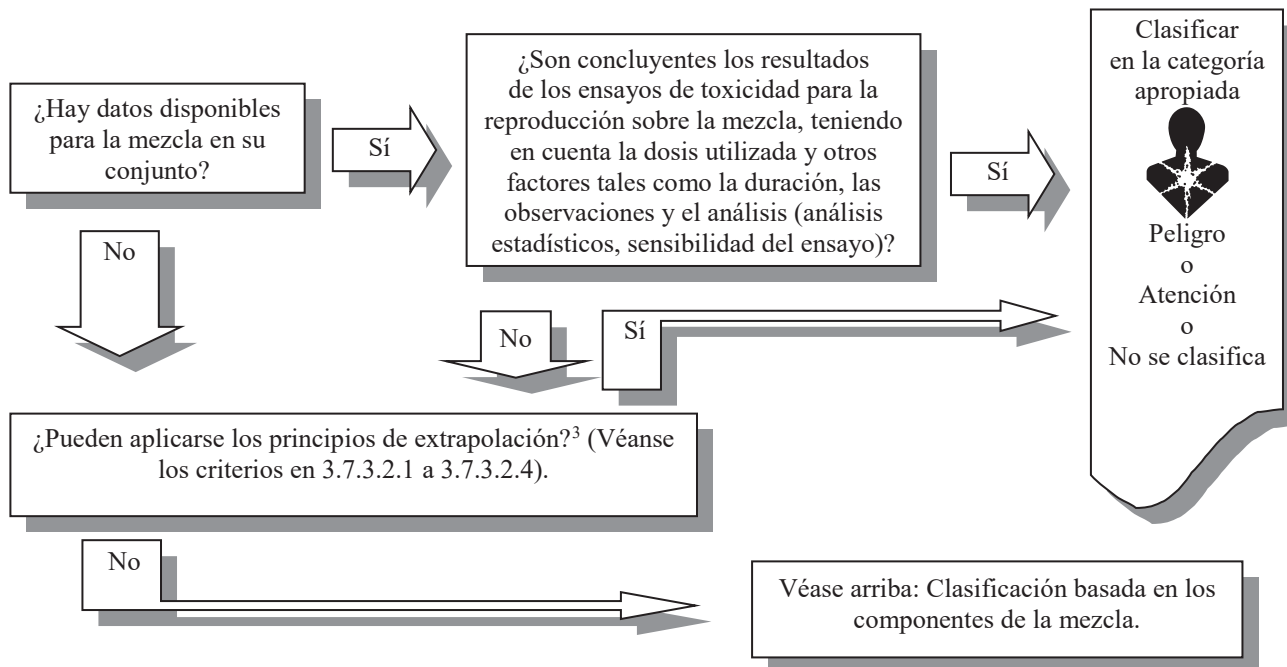 ¿Hay datos disponibles
para la mezcla en su
conjunto?
Sí
¿Son concluyentes los resultados
de los ensayos de toxicidad para la
reproducción sobre la mezcla, teniendo
en cuenta la dosis utilizada y otros
factores tales como la duración, las
observaciones y el análisis (análisis
estadísticos, sensibilidad del ensayo)?
Sí
Clasificar
en la categoría
apropiada
Peligro
o
Atención
o
No se clasifica
No
No
Sí
¿Pueden aplicarse los principios de extrapolación?³ (Véanse
los criterios en 3.7.3.2.1 a 3.7.3.2.4).
No
Véase arriba: Clasificación basada en los
componentes de la mezcla.